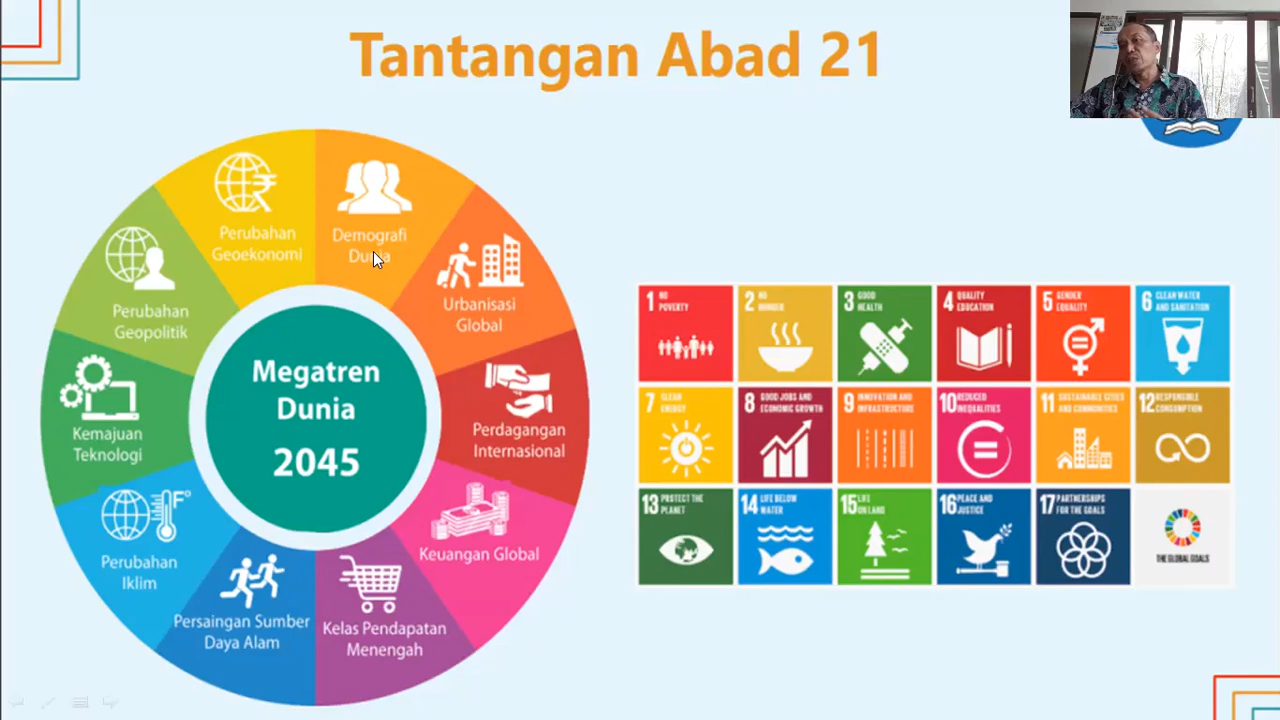 Tantangan Abad 21
Perubahan
Geoekonomi
Demografi
Dunia
Urbanisasi
Global
Perdagangan
Internasional
Keuangan Global
Kelas Pendapatan
Menengah
Persaingan Sumber
Daya Alam
Perubahan
Iklim
F°
Kemajuan
Teknologi
Perubahan
Geopolitik
Megatren
Dunia
2045
1 NO
POVERTY
2 NO
HUNGER
3 GOOD
HEALTH
4 QUALITY
EDUCATION
5 GENDER
EQUALITY
6 CLEAN WATER
AND SANITATION
7 CLEAN
ENERGY
8 GOOD JOBS AND
ECONOMIC GROWTH
9 INNOVATION AND
INFRASTRUCTURE
10 REDUCED
INEQUALITIES
11 SUSTAINABLE CITIES
AND COMMUNITIES
12 RESPONSIBLE
CONSUMPTION
13 PROTECT THE
PLANET
14 LIFE BELOW
WATER
15 LIFE
ON LAND
16 PEACE AND
JUSTICE
17 PARTNERSHIPS
FOR THE GOALS
THE GLOBAL GOALS